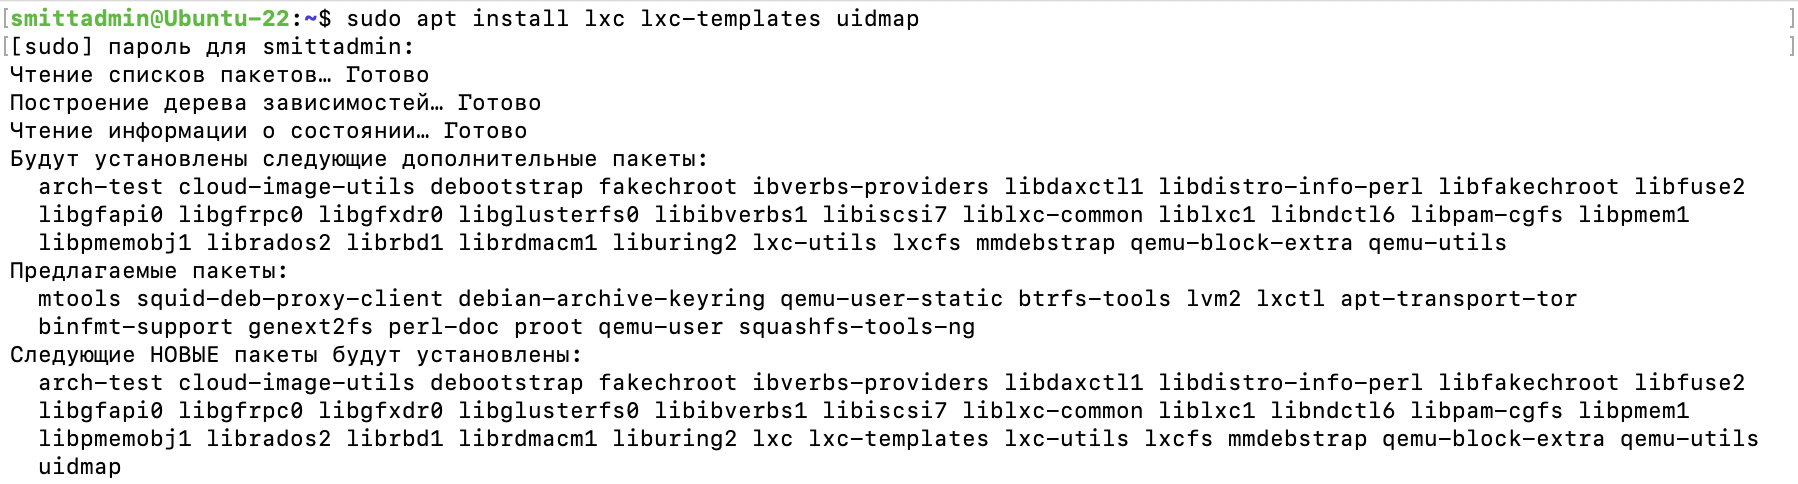 [smittadmin@Ubuntu-22:~$ sudo apt install lxc lxc-templates uidmap ]
[[sudo] пароль для smittadmin: ]
Чтение списков пакетов… Готово
Построение дерева зависимостей… Готово
Чтение информации о состоянии… Готово
Будут установлены следующие дополнительные пакеты:
  arch-test cloud-image-utils debootstrap fakechroot ibverbs-providers libdaxctl1 libdistro-info-perl libfakechroot libfuse2
  libgfapi0 libgfrpc0 libgfxdr0 libglusterfs0 libibverbs1 libiscsi7 liblxc-common liblxc1 libndctl6 libpam-cgfs libpmem1
  libpmemobj1 librados2 librbd1 librdmacm1 liburing2 lxc-utils lxcfs mmdebstrap qemu-block-extra qemu-utils
Предлагаемые пакеты:
  mtools squid-deb-proxy-client debian-archive-keyring qemu-user-static btrfs-tools lvm2 lxctl apt-transport-tor
  binfmt-support genext2fs perl-doc proot qemu-user squashfs-tools-ng
Следующие НОВЫЕ пакеты будут установлены:
  arch-test cloud-image-utils debootstrap fakechroot ibverbs-providers libdaxctl1 libdistro-info-perl libfakechroot libfuse2
  libgfapi0 libgfrpc0 libgfxdr0 libglusterfs0 libibverbs1 libiscsi7 liblxc-common liblxc1 libndctl6 libpam-cgfs libpmem1
  libpmemobj1 librados2 librbd1 librdmacm1 liburing2 lxc lxc-templates lxc-utils lxcfs mmdebstrap qemu-block-extra qemu-utils
  uidmap